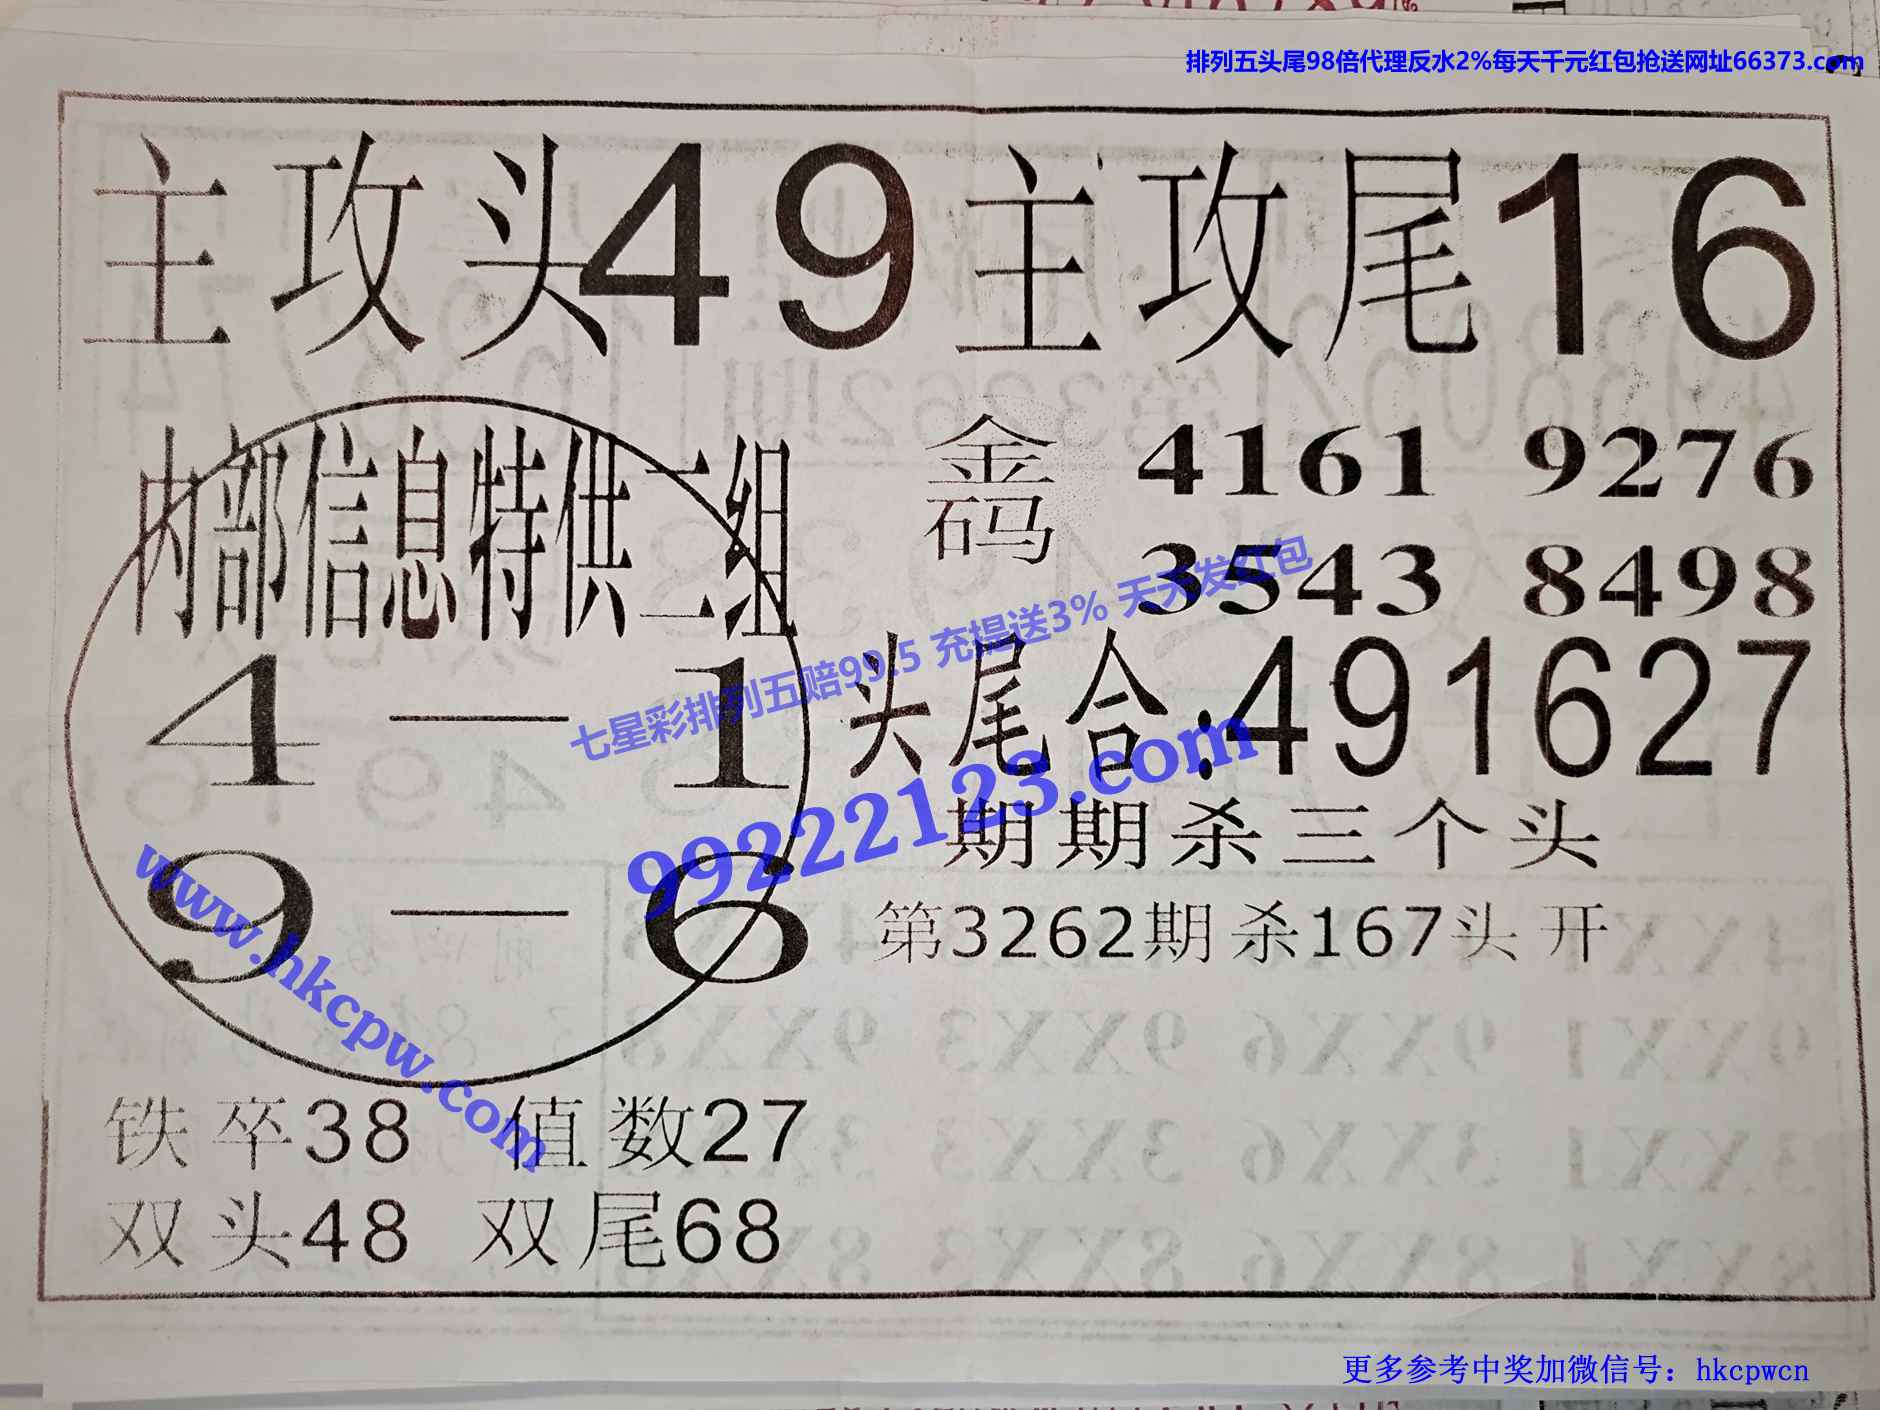 排列五头尾98倍代理反水2%每天千元红包抢送网址66373.com
主攻头49 主攻尾16
内部信息特供二组
4 — 1
9 — 6
金码 4161 9276
3543 8498
头尾合:491627
期期杀三个头
第3262期杀167头开
铁卒38 值数27
双头48 双尾68
七星彩排列五赔99.5 充提送3% 天天发红包
99222123.com
www.hkcpw.com
更多参考中奖加微信号：hkcpwcn